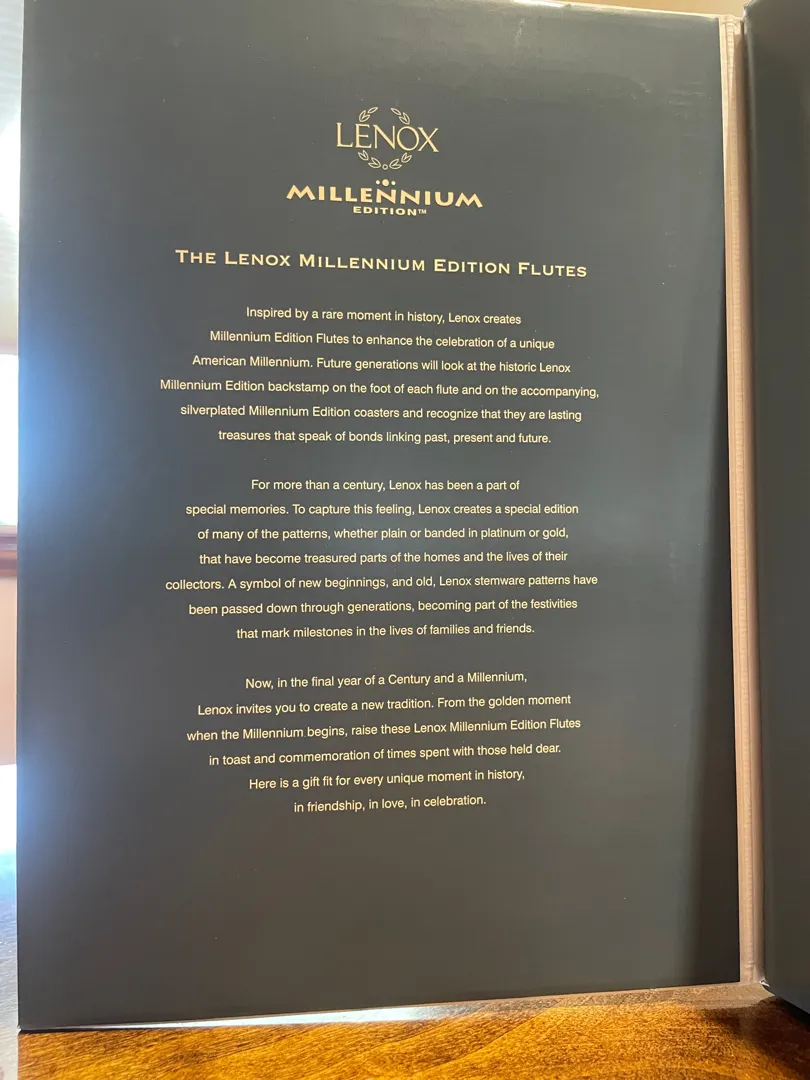 LENOX
MILLENNIUM
EDITION™
THE LENOX MILLENNIUM EDITION FLUTES
Inspired by a rare moment in history, Lenox creates
Millennium Edition Flutes to enhance the celebration of a unique
American Millennium. Future generations will look at the historic Lenox
Millennium Edition backstamp on the foot of each flute and on the accompanying,
silverplated Millennium Edition coasters and recognize that they are lasting
treasures that speak of bonds linking past, present and future.
For more than a century, Lenox has been a part of
special memories. To capture this feeling, Lenox creates a special edition
of many of the patterns, whether plain or banded in platinum or gold,
that have become treasured parts of the homes and the lives of their
collectors. A symbol of new beginnings, and old, Lenox stemware patterns have
been passed down through generations, becoming part of the festivities
that mark milestones in the lives of families and friends.
Now, in the final year of a Century and a Millennium,
Lenox invites you to create a new tradition. From the golden moment
when the Millennium begins, raise these Lenox Millennium Edition Flutes
in toast and commemoration of times spent with those held dear.
Here is a gift fit for every unique moment in history,
in friendship, in love, in celebration.